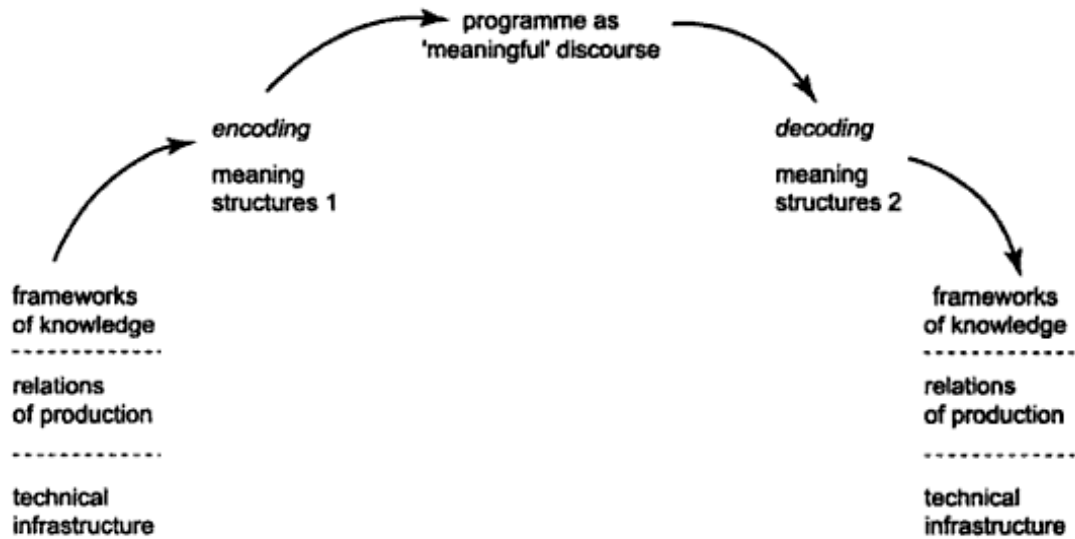 programme as
'meaningful' discourse
encoding
meaning
structures 1
decoding
meaning
structures 2
frameworks
of knowledge
relations
of production
technical
infrastructure
frameworks
of knowledge
relations
of production
technical
infrastructure